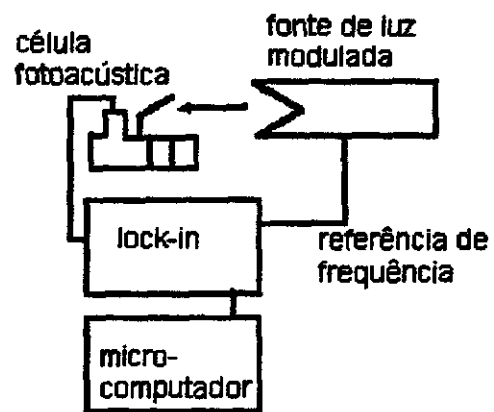 célula
fotoacústica
fonte de luz
modulada
lock-in
referência de
frequência
micro-
computador